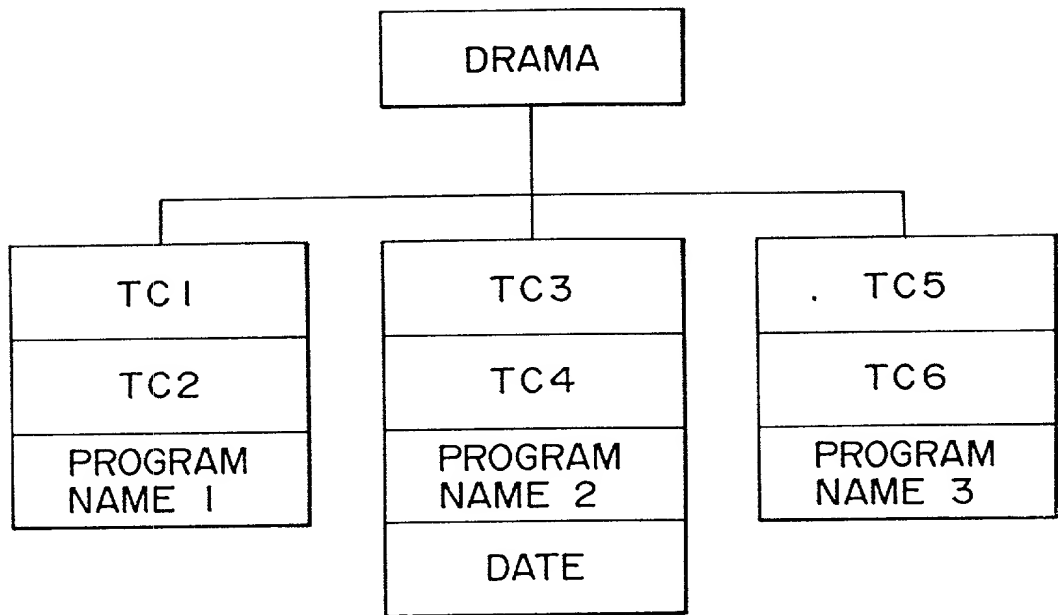 DRAMA
TC1
TC2
PROGRAM
NAME 1
TC3
TC4
PROGRAM
NAME 2
DATE
TC5
TC6
PROGRAM
NAME 3